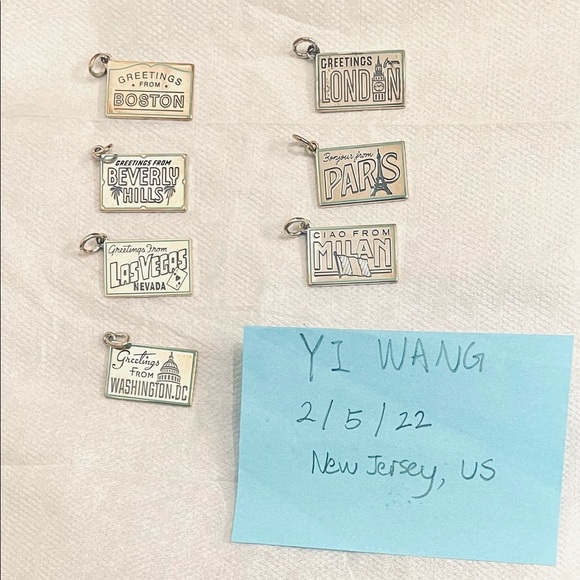 GREETINGS
FROM
BOSTON
GREETINGS FROM
BEVERLY
HILLS
Greetings From
LAS VEGAS
NEVADA
Greetings
FROM
WASHINGTON, DC
GREETINGS from
LONDON
Bonjour from
PARIS
CIAO FROM
MILAN
YI WANG
2/5/22
New Jersey, US